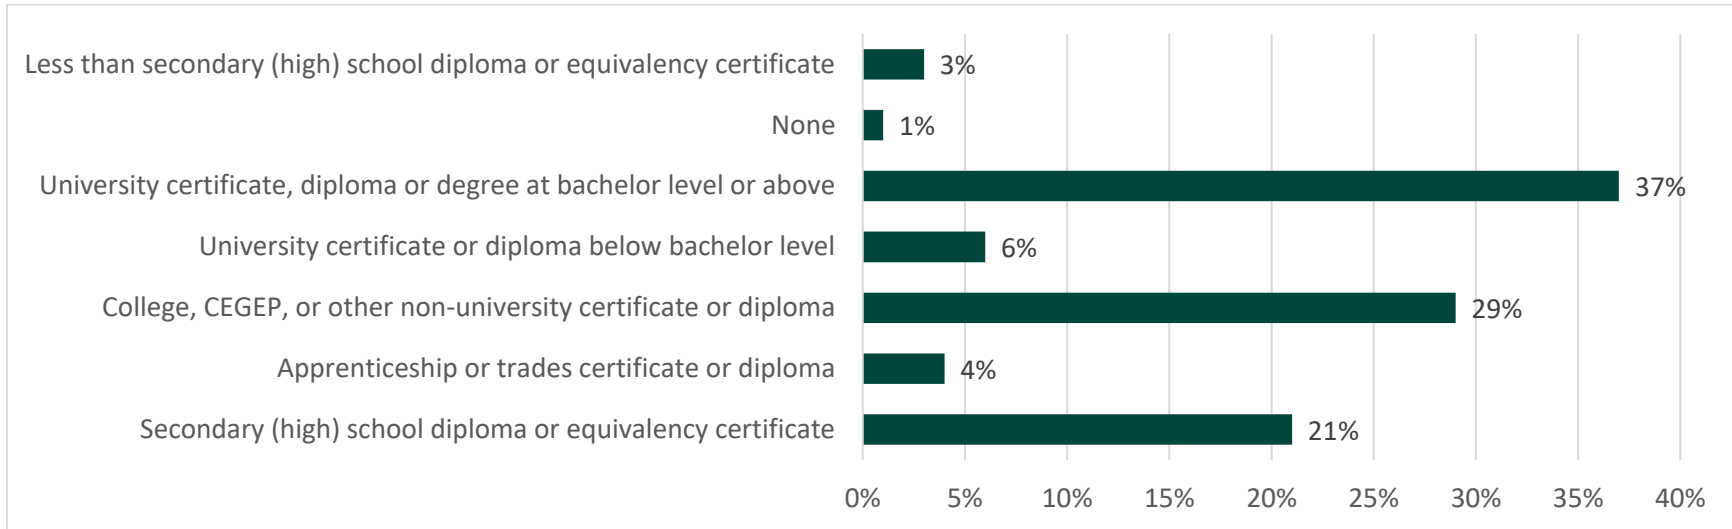 Less than secondary (high) school diploma or equivalency certificate 3%
None 1%
University certificate, diploma or degree at bachelor level or above 37%
University certificate or diploma below bachelor level 6%
College, CEGEP, or other non-university certificate or diploma 29%
Apprenticeship or trades certificate or diploma 4%
Secondary (high) school diploma or equivalency certificate 21%
0% 5% 10% 15% 20% 25% 30% 35% 40%